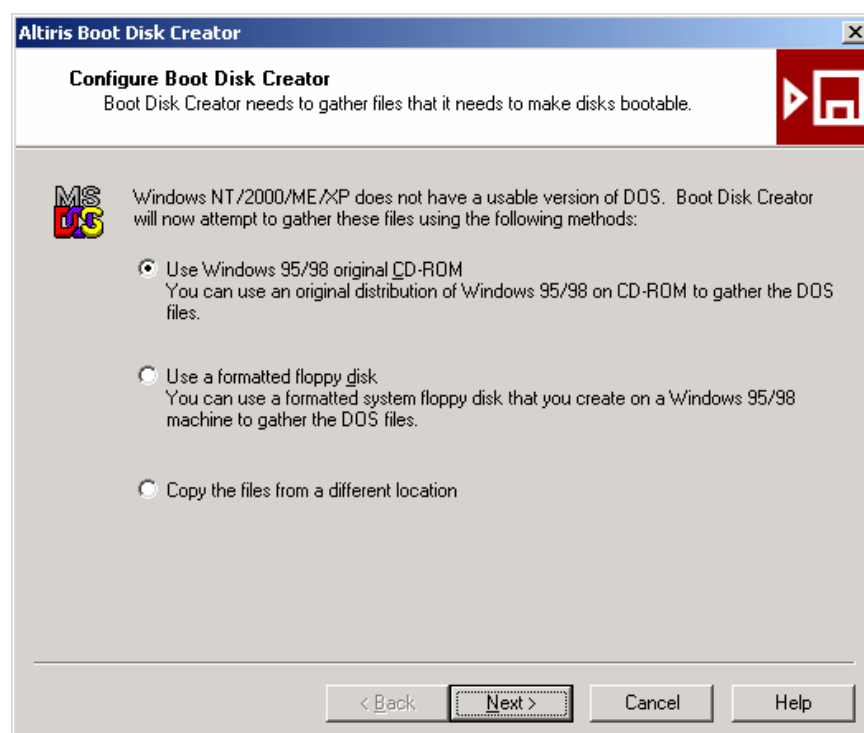 Altiris Boot Disk Creator
Configure Boot Disk Creator
Boot Disk Creator needs to gather files that it needs to make disks bootable.
MS
DOS
Windows NT/2000/ME/XP does not have a usable version of DOS. Boot Disk Creator
will now attempt to gather these files using the following methods:
Use Windows 95/98 original CD-ROM
You can use an original distribution of Windows 95/98 on CD-ROM to gather the DOS
files.
Use a formatted floppy disk
You can use a formatted system floppy disk that you create on a Windows 95/98
machine to gather the DOS files.
Copy the files from a different location
< Back
Next >
Cancel
Help